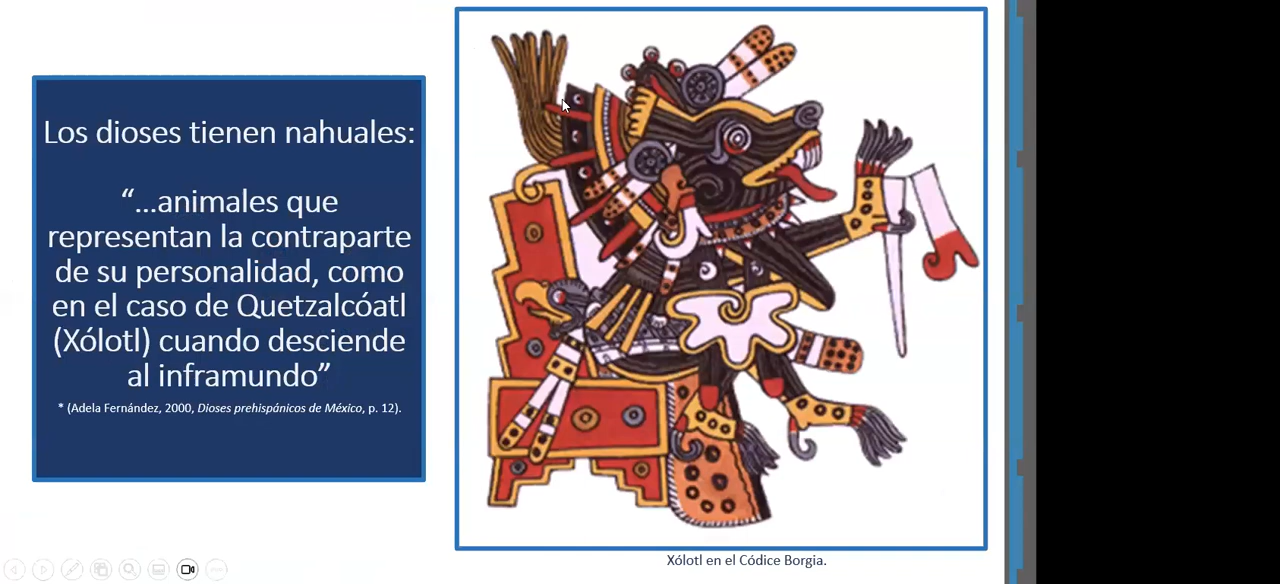 Los dioses tienen nahuales:
“...animales que
representan la contraparte
de su personalidad, como
en el caso de Quetzalcóatl
(Xólotl) cuando desciende
al inframundo”
* (Adela Fernández, 2000, Dioses prehispánicos de México, p. 12).
Xólotl en el Códice Borgia.